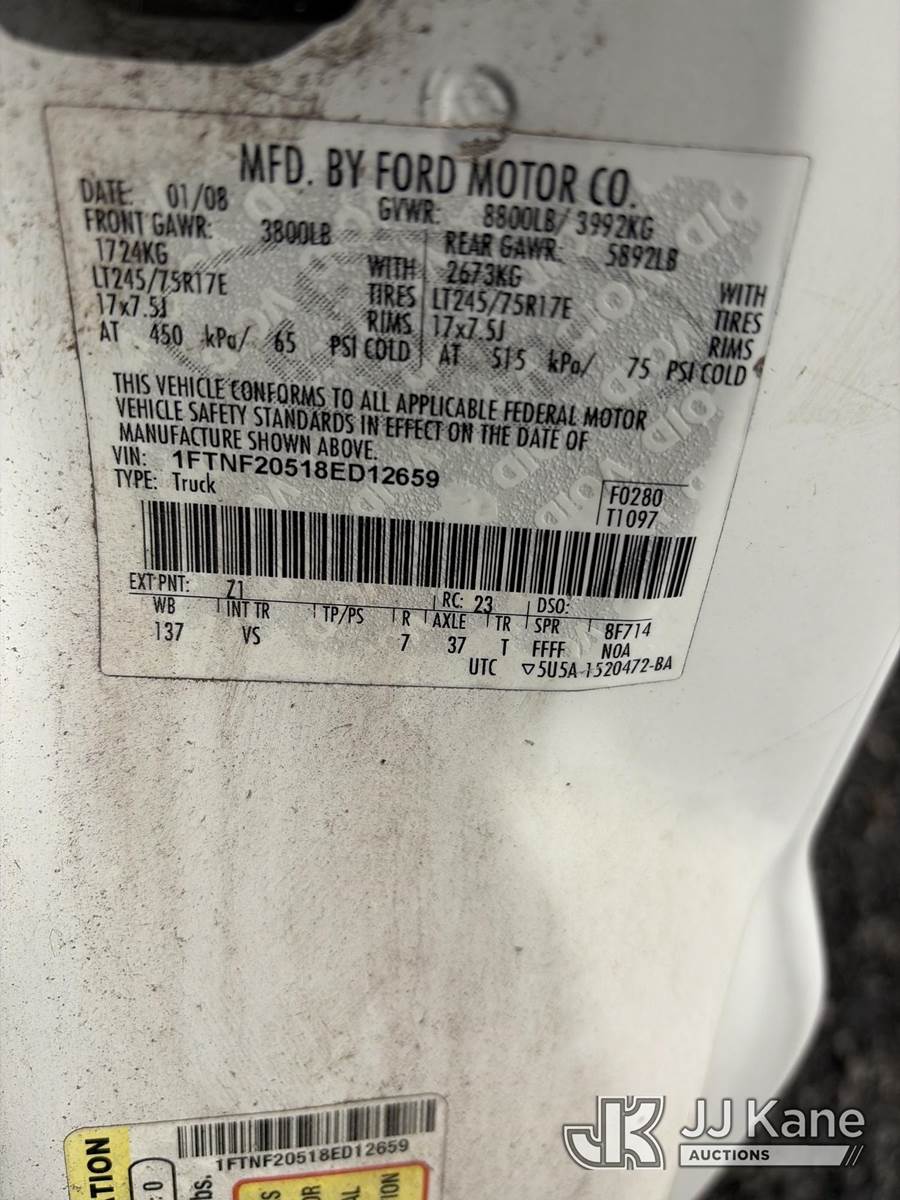 MFD. BY FORD MOTOR CO.
DATE: 01/08
GVWR: 8800LB/ 3992KG
FRONT GAWR: 3800LB
1724KG WITH
LT245/75R17E TIRES
17x7.5J RIMS
AT 450 kPa/ 65 PSI COLD
REAR GAWR: 5892LB
2673KG WITH
LT245/75R17E TIRES
17x7.5J RIMS
AT 515 kPa/ 75 PSI COLD
THIS VEHICLE CONFORMS TO ALL APPLICABLE FEDERAL MOTOR
VEHICLE SAFETY STANDARDS IN EFFECT ON THE DATE OF
MANUFACTURE SHOWN ABOVE.
VIN: 1FTNF20518ED12659
TYPE: Truck
F0280
T1097
EXT PNT: Z1 RC: 23 DSO:
WB INT TR TP/PS R AXLE TR SPR 8F714
137 VS 7 37 T FFFF N0A
UTC ▽5U5A-1520472-BA
1FTNF20518ED12659
JK JJ Kane
AUCTIONS